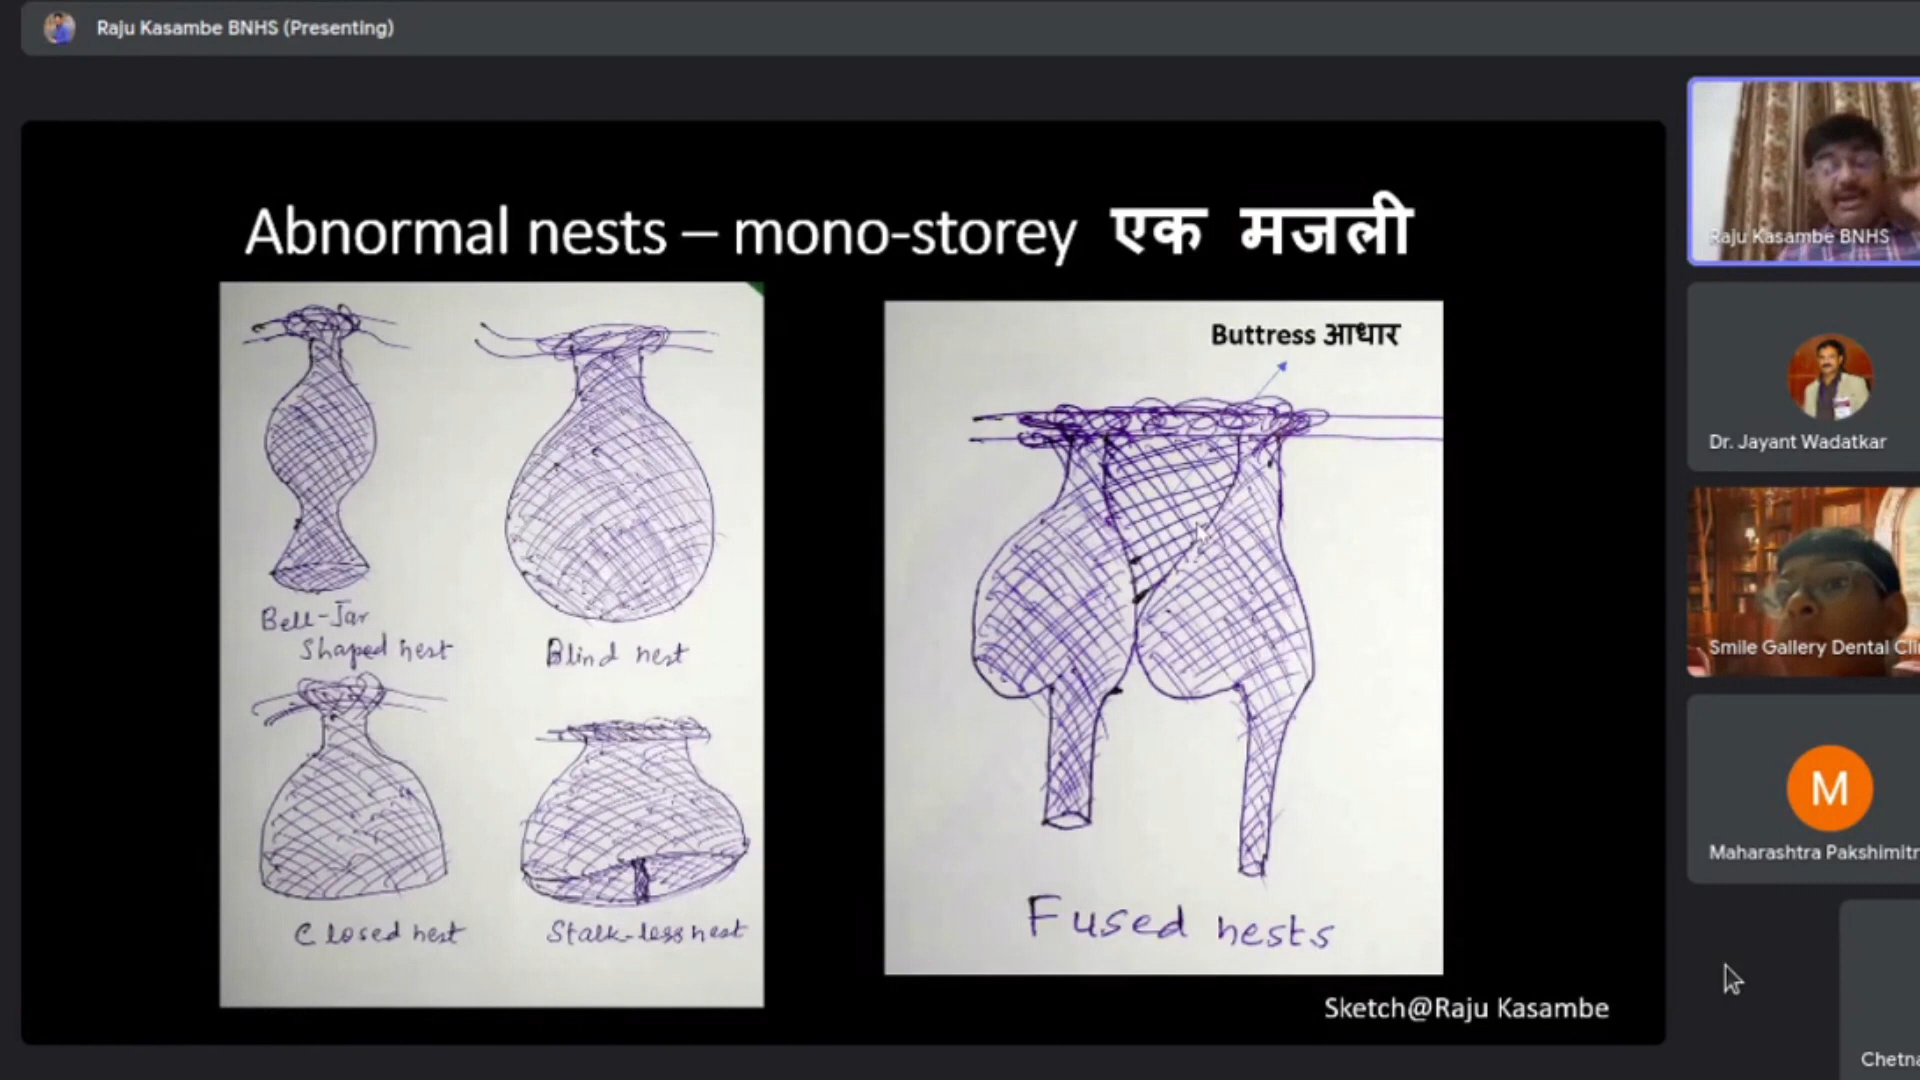 Raju Kasambe BNHS (Presenting)
Abnormal nests – mono-storey एक मजली
Bell-Jar
Shaped nest
Blind nest
Closed nest
Stalk-less nest
Buttress आधार
Fused nests
Sketch@Raju Kasambe
Raju Kasambe BNHS
Dr. Jayant Wadatkar
Smile Gallery Dental Cli
M
Maharashtra Pakshimitr
Chetna